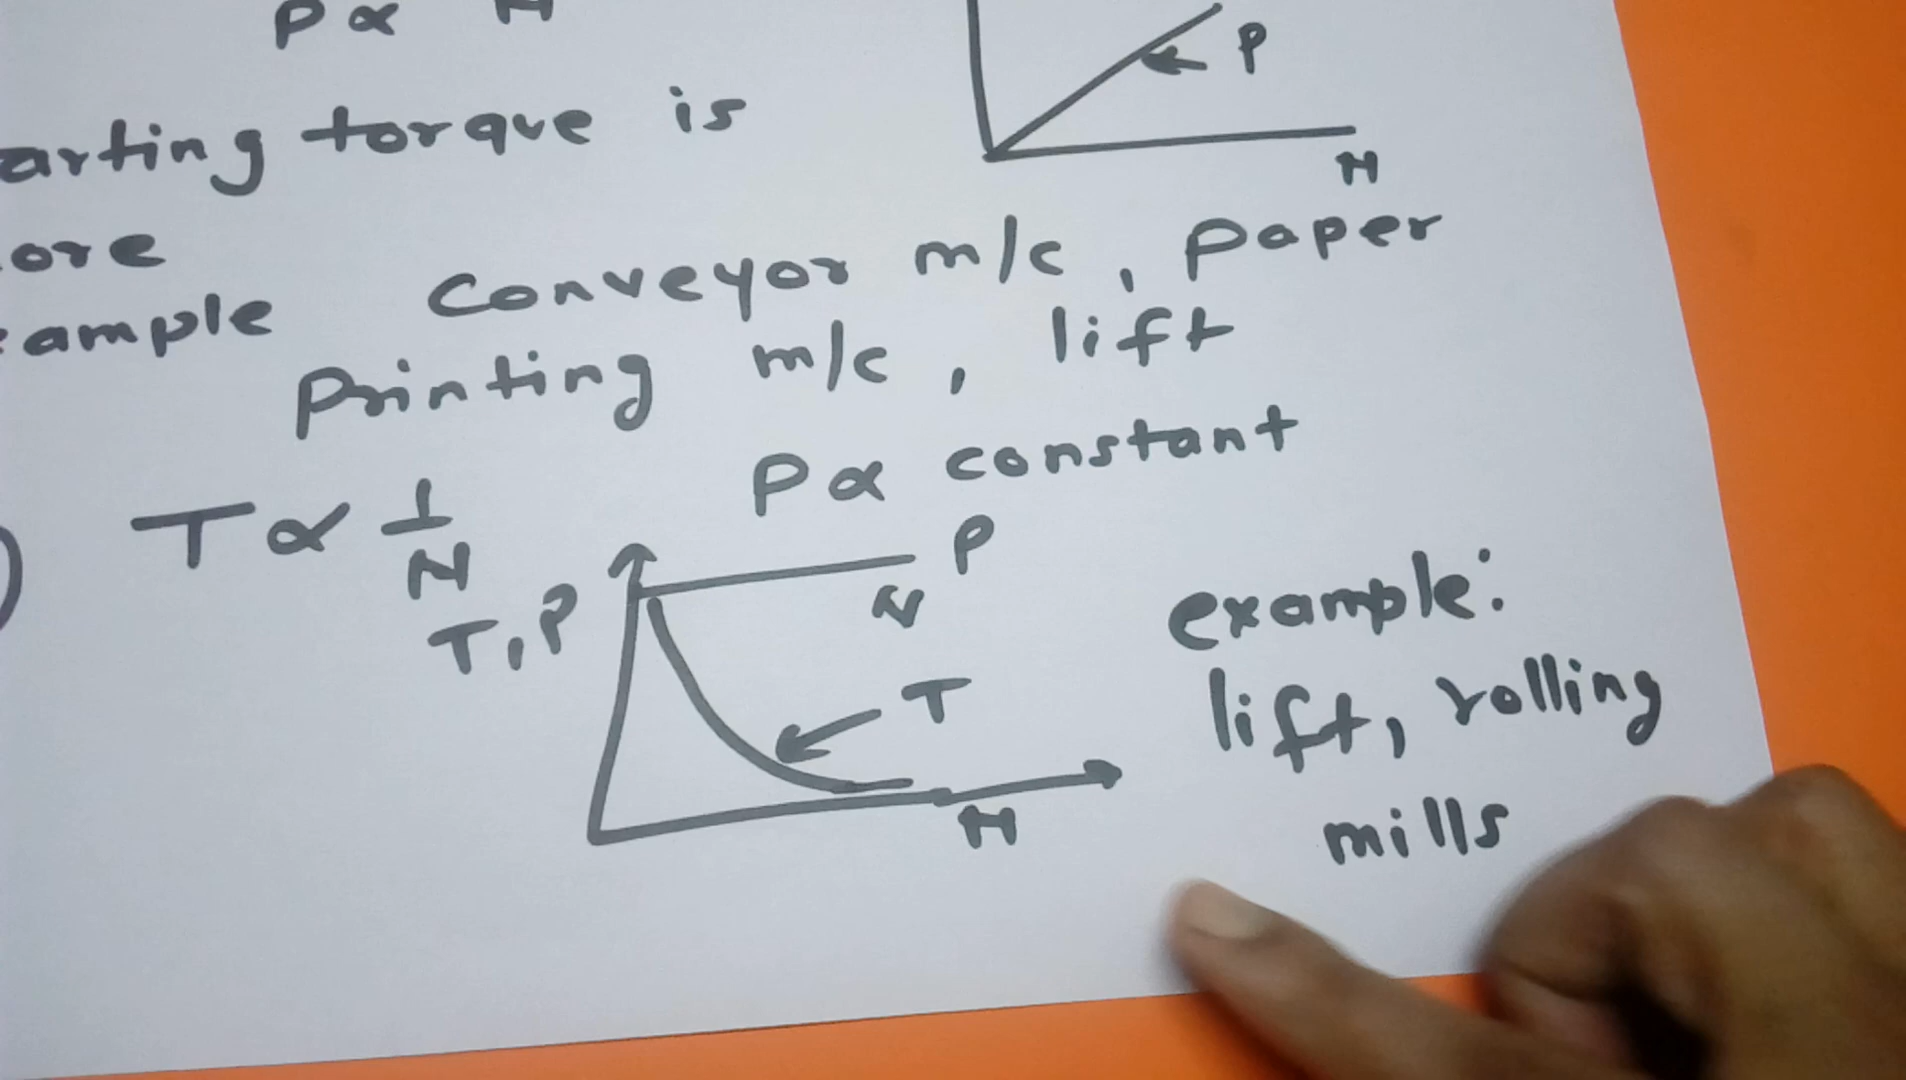 P ∝ N
P
arting torque is
N
ore
ample conveyor m/c, paper
printing m/c, lift
T ∝ 1/N P ∝ constant
T, P P
N
T
N
example:
lift, rolling
mills